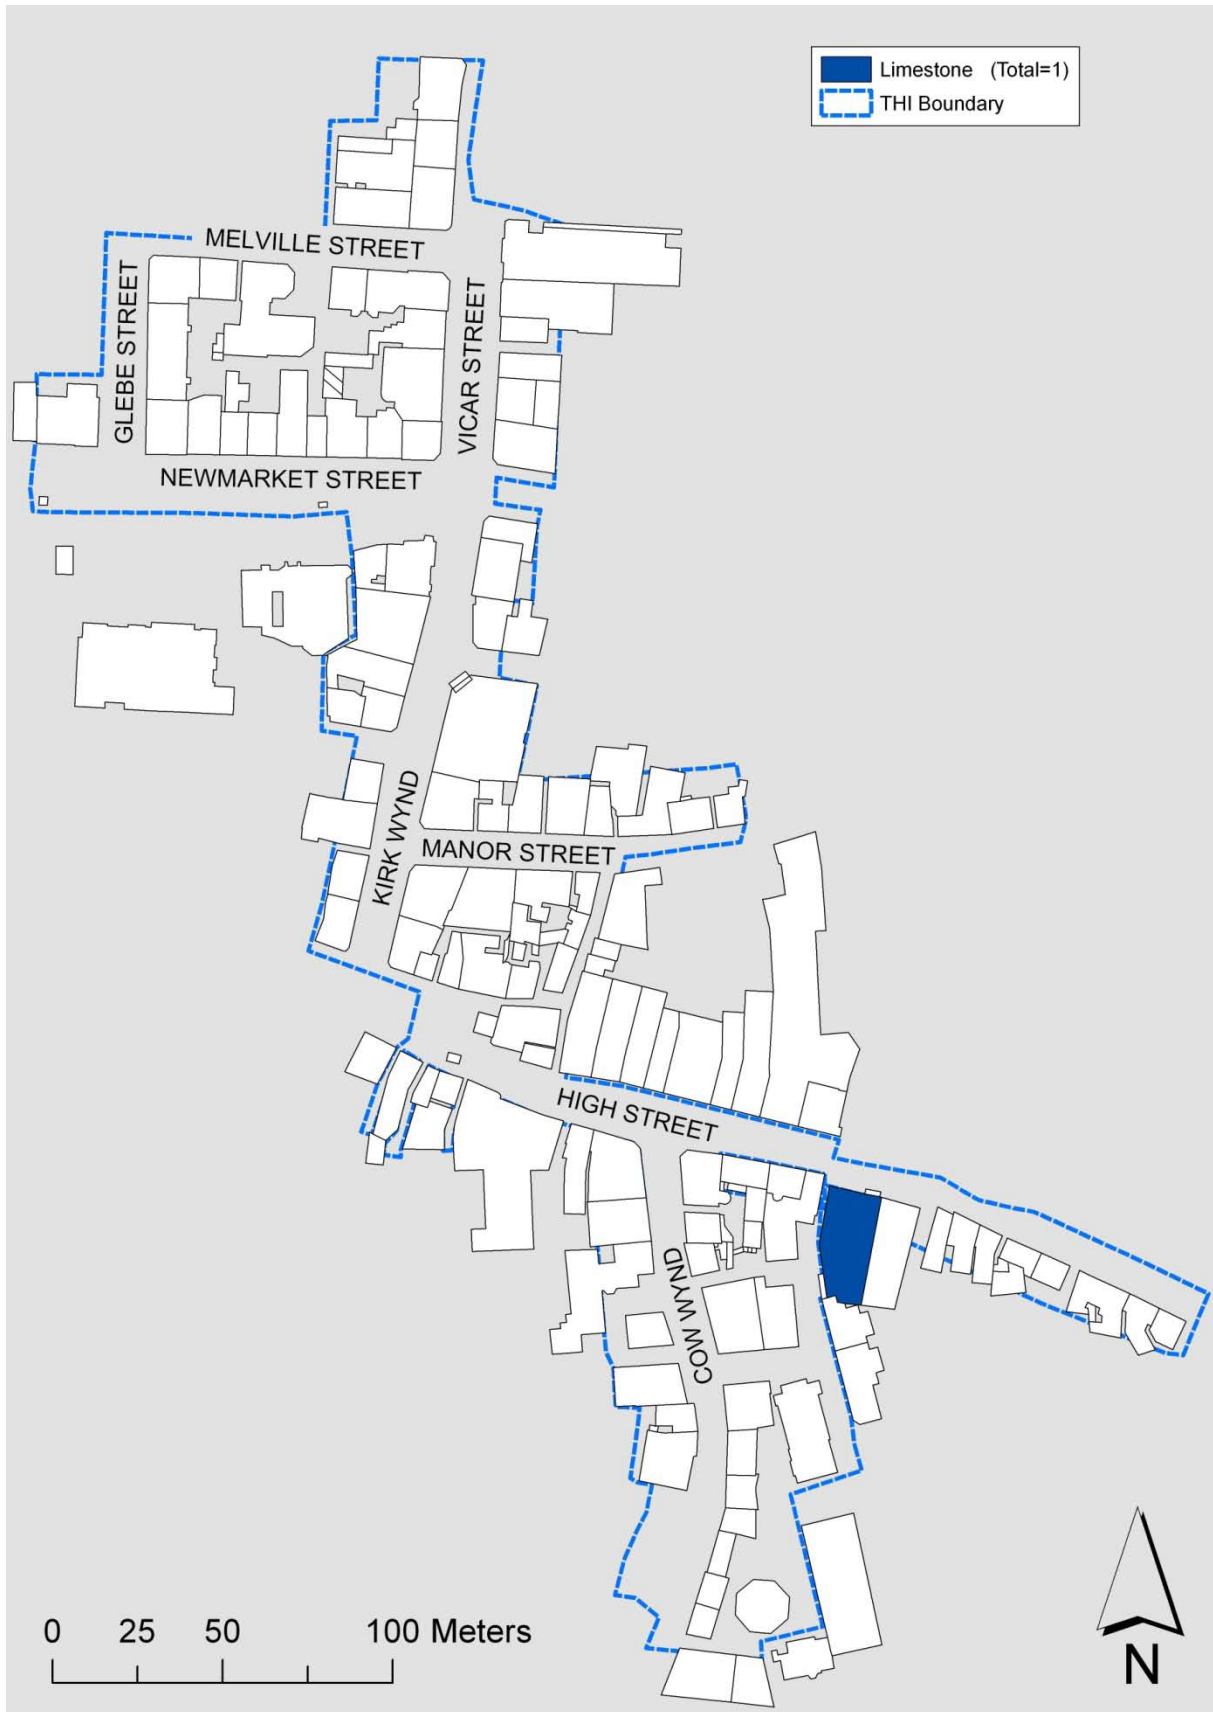 Limestone (Total=1)
THI Boundary
MELVILLE STREET
GLEBE STREET
VICAR STREET
NEWMARKET STREET
KIRK WYND
MANOR STREET
HIGH STREET
COW WYND
0 25 50 100 Meters
N